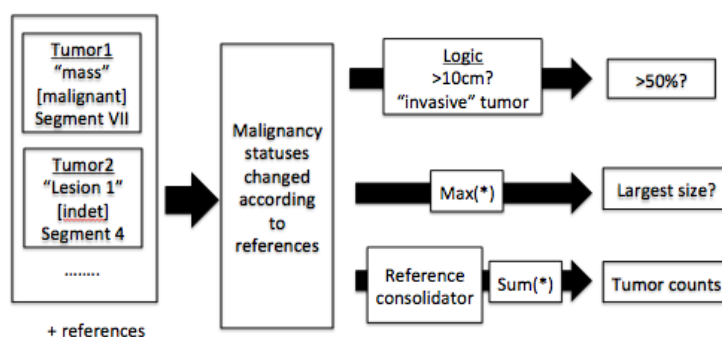 Tumor1
“mass”
[malignant]
Segment VII
Tumor2
“Lesion 1”
[indet]
Segment 4
........
+ references
Malignancy
statuses
changed
according
to
references
Logic
>10cm?
“invasive” tumor
>50%?
Max(*)
Largest size?
Reference
consolidator
Sum(*)
Tumor counts